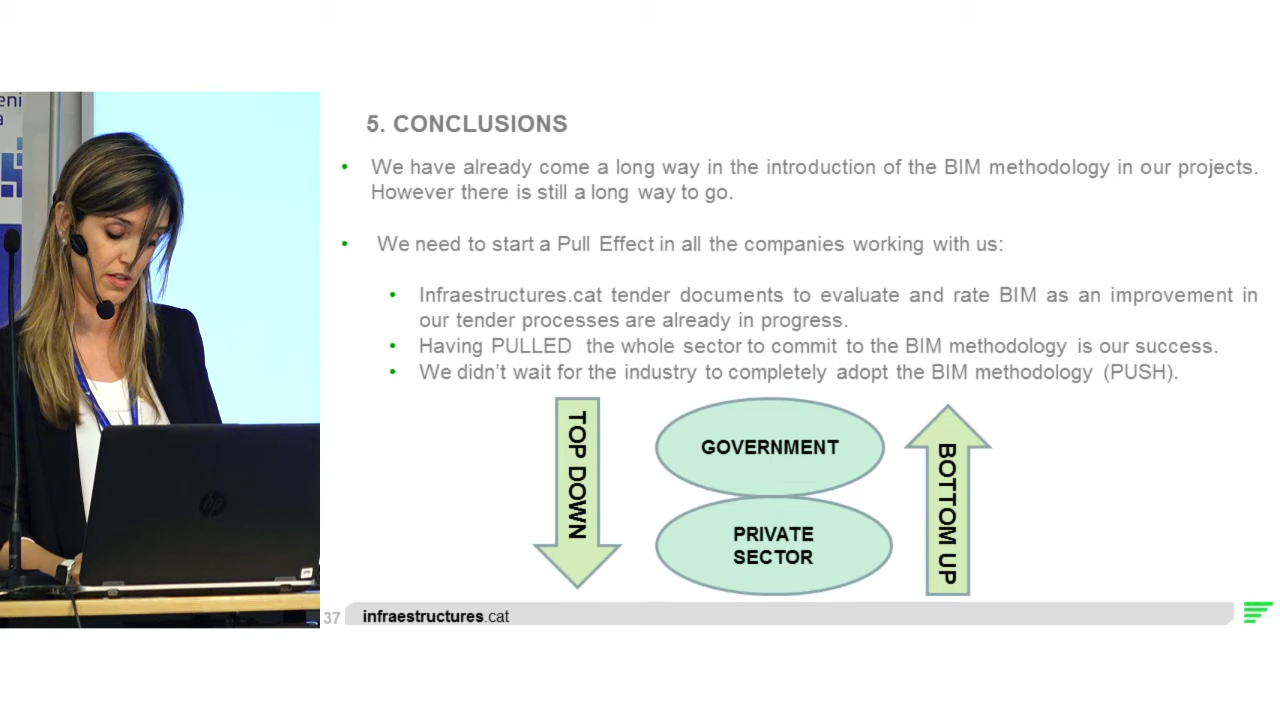 eni
a
5. CONCLUSIONS
• We have already come a long way in the introduction of the BIM methodology in our projects.
However there is still a long way to go.
• We need to start a Pull Effect in all the companies working with us:
• Infraestructures.cat tender documents to evaluate and rate BIM as an improvement in
our tender processes are already in progress.
• Having PULLED the whole sector to commit to the BIM methodology is our success.
• We didn't wait for the industry to completely adopt the BIM methodology (PUSH).
TOP DOWN
GOVERNMENT
PRIVATE
SECTOR
BOTTOM UP
37
infraestructures.cat
hp